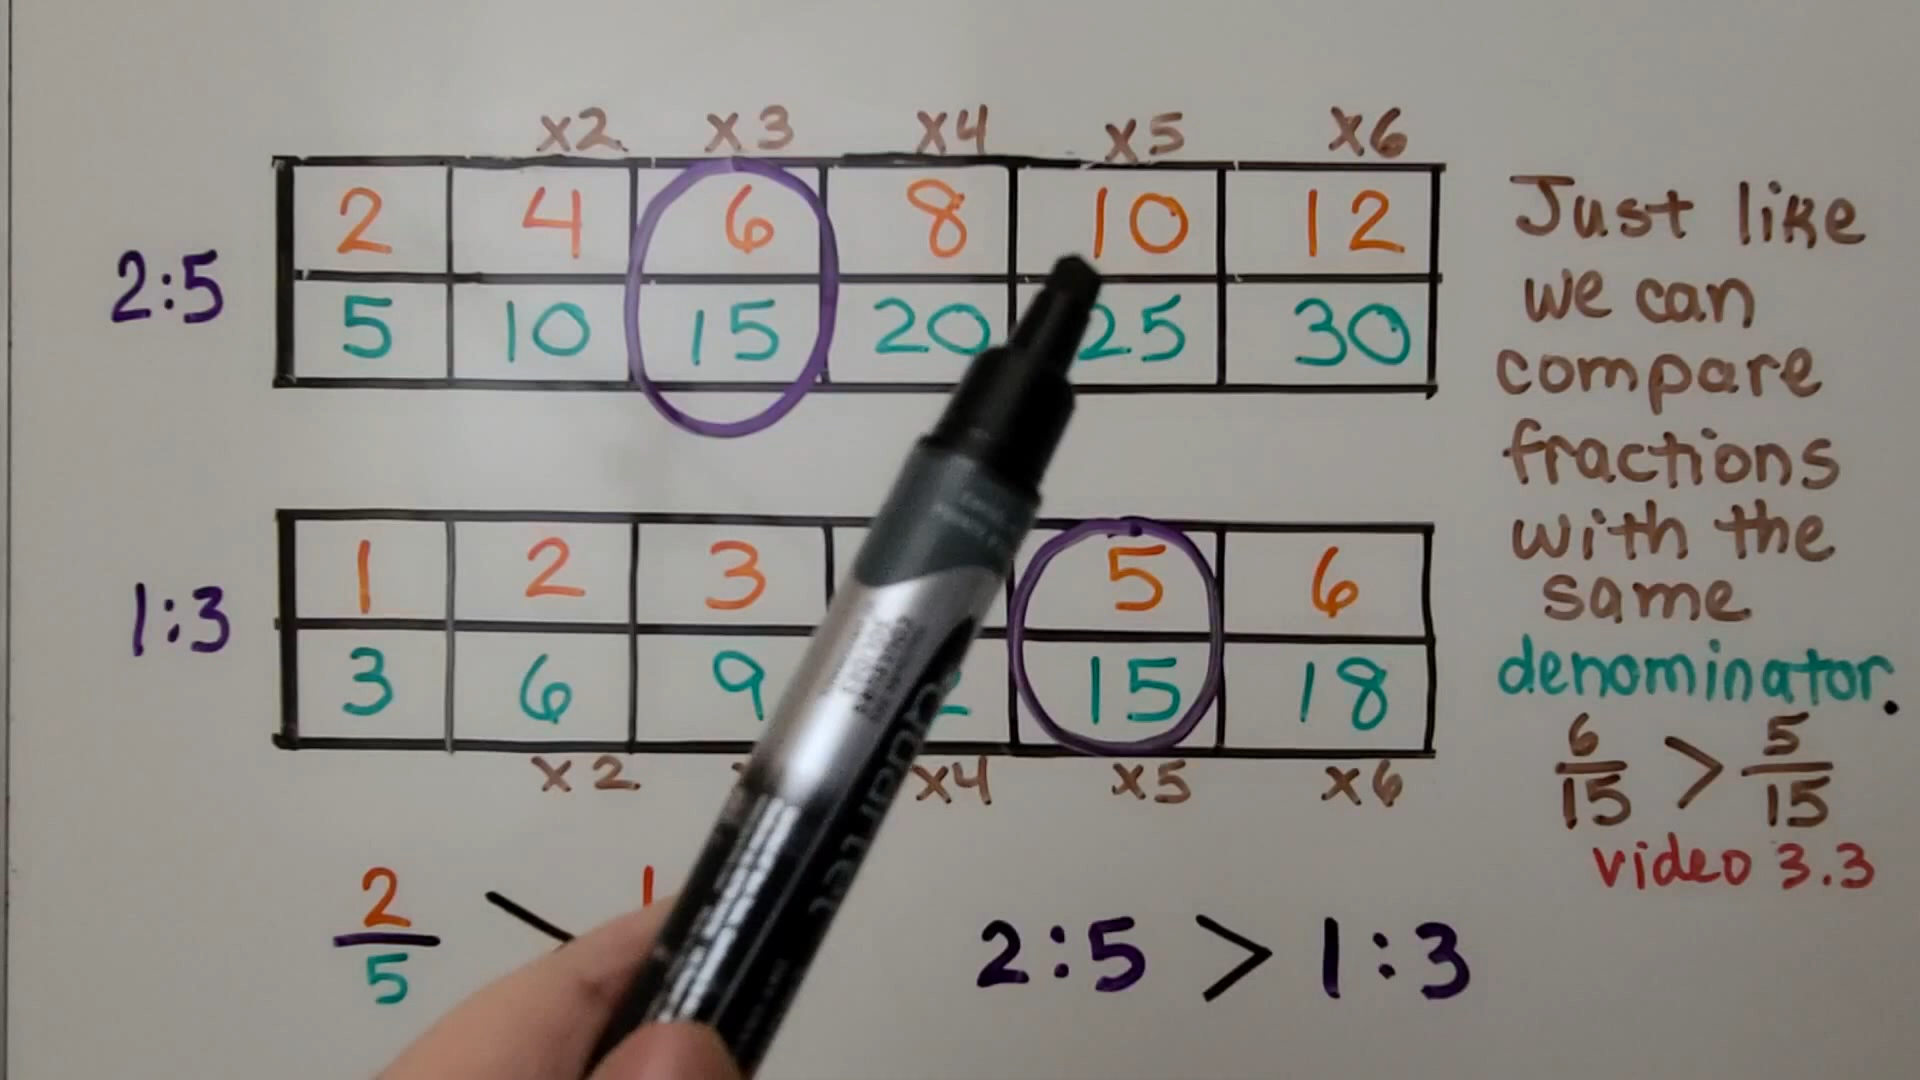 x2 x3 x4 x5 x6
2:5
2 4 6 8 10 12
5 10 15 20 25 30
1:3
1 2 3 5 6
3 6 9 15 18
x2 x4 x5 x6
2/5 1
2:5 > 1:3
Just like
we can
compare
fractions
with the
same
denominator.
6/15 > 5/15
video 3.3